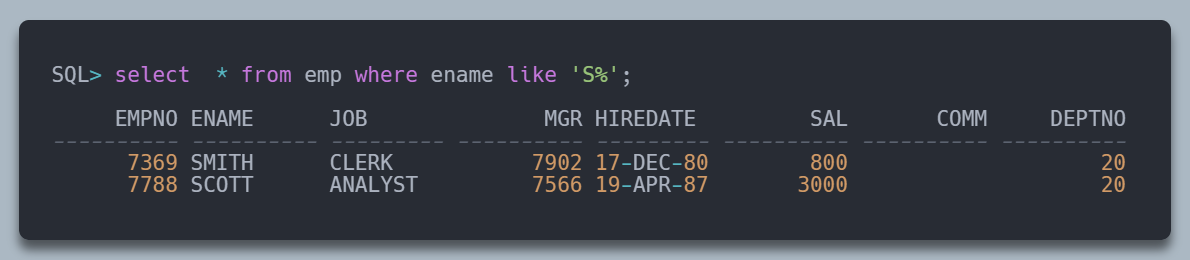 SQL> select  * from emp where ename like 'S%';
     EMPNO ENAME      JOB              MGR HIREDATE         SAL       COMM     DEPTNO
---------- ---------- --------- ---------- --------- ---------- ---------- ----------
      7369 SMITH      CLERK           7902 17-DEC-80        800                    20
      7788 SCOTT      ANALYST         7566 19-APR-87       3000                    20